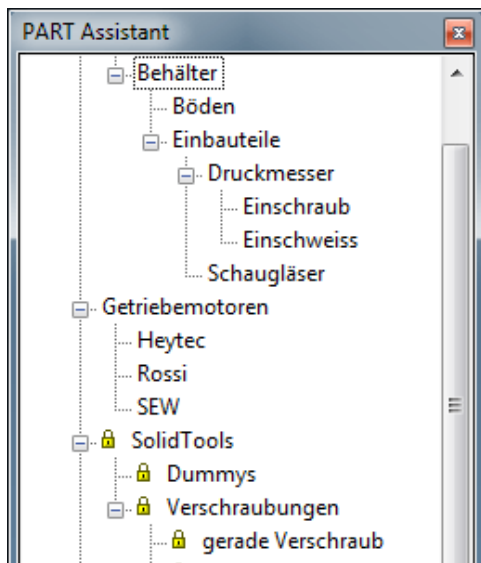 PART Assistant
Behälter
Böden
Einbauteile
Druckmesser
Einschraub
Einschweiss
Schaugläser
Getriebemotoren
Heytec
Rossi
SEW
SolidTools
Dummys
Verschraubungen
gerade Verschraub